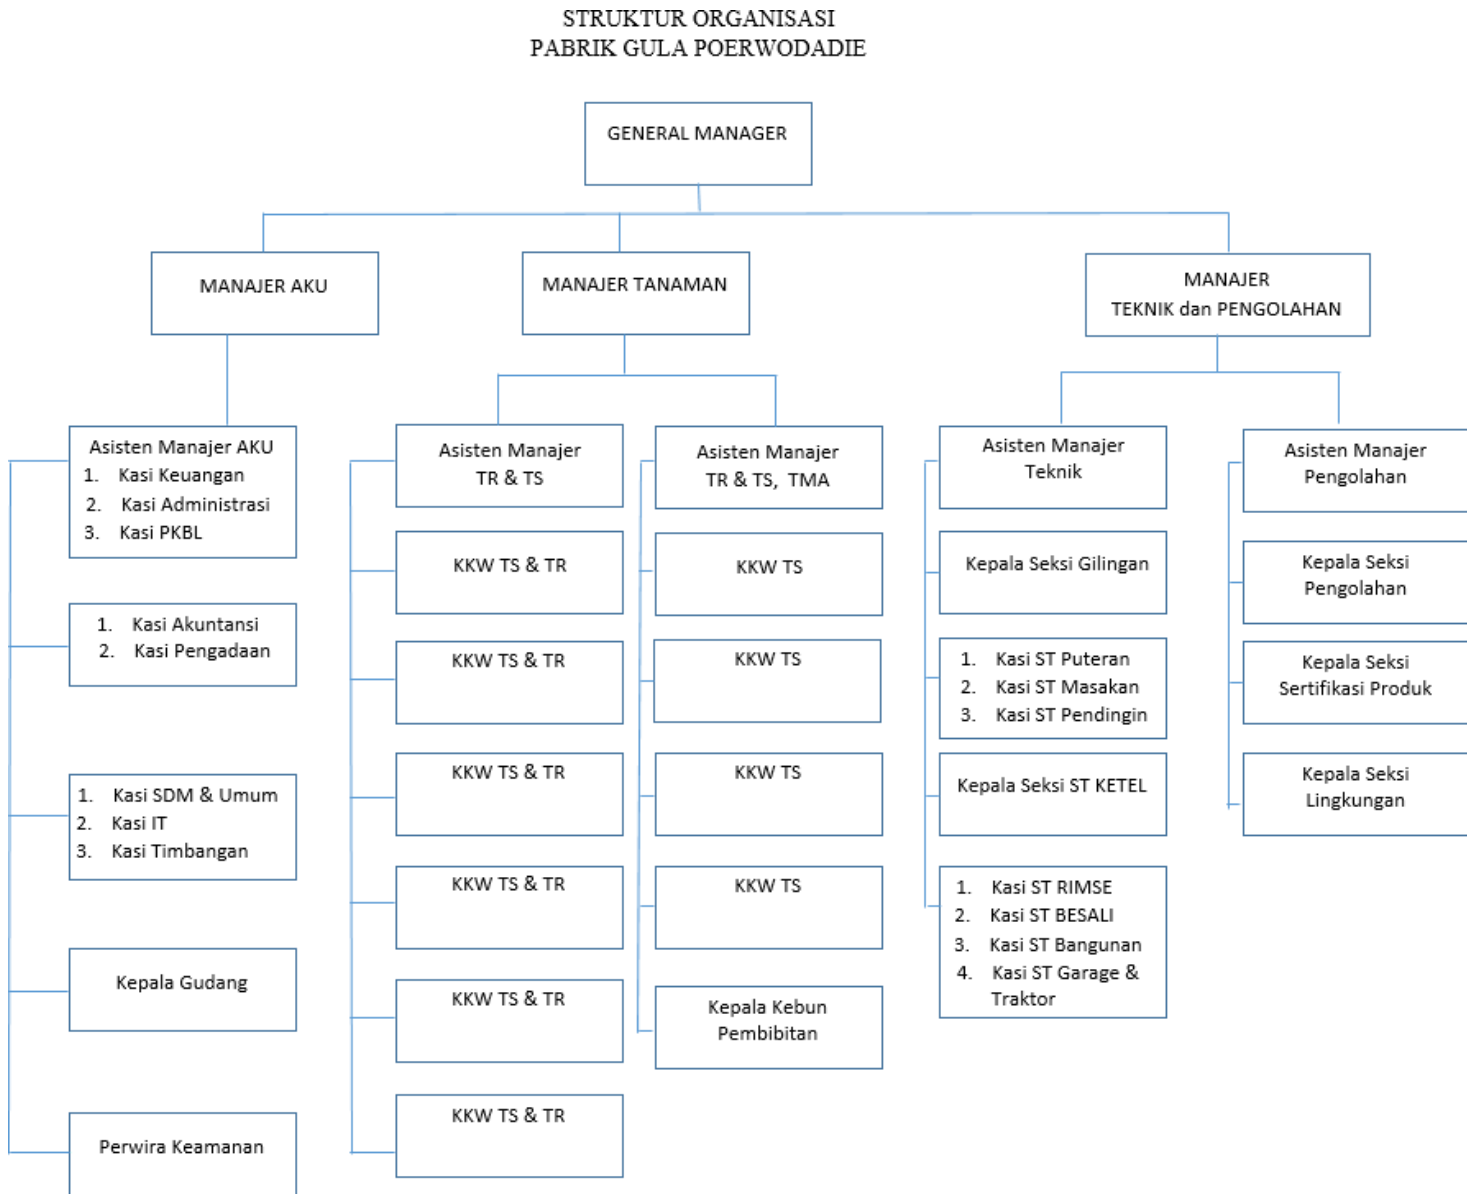 STRUKTUR ORGANISASI
PABRIK GULA POERWODADIE
GENERAL MANAGER
MANAJER AKU
MANAJER TANAMAN
MANAJER
TEKNIK dan PENGOLAHAN
Asisten Manajer AKU
1. Kasi Keuangan
2. Kasi Administrasi
3. Kasi PKBL
1. Kasi Akuntansi
2. Kasi Pengadaan
1. Kasi SDM & Umum
2. Kasi IT
3. Kasi Timbangan
Kepala Gudang
Perwira Keamanan
Asisten Manajer
TR & TS
KKW TS & TR
KKW TS & TR
KKW TS & TR
KKW TS & TR
KKW TS & TR
KKW TS & TR
Asisten Manajer
TR & TS, TMA
KKW TS
KKW TS
KKW TS
KKW TS
Kepala Kebun
Pembibitan
Asisten Manajer
Teknik
Kepala Seksi Gilingan
1. Kasi ST Puteran
2. Kasi ST Masakan
3. Kasi ST Pendingin
Kepala Seksi ST KETEL
1. Kasi ST RIMSE
2. Kasi ST BESALI
3. Kasi ST Bangunan
4. Kasi ST Garage &
Traktor
Asisten Manajer
Pengolahan
Kepala Seksi
Pengolahan
Kepala Seksi
Sertifikasi Produk
Kepala Seksi
Lingkungan